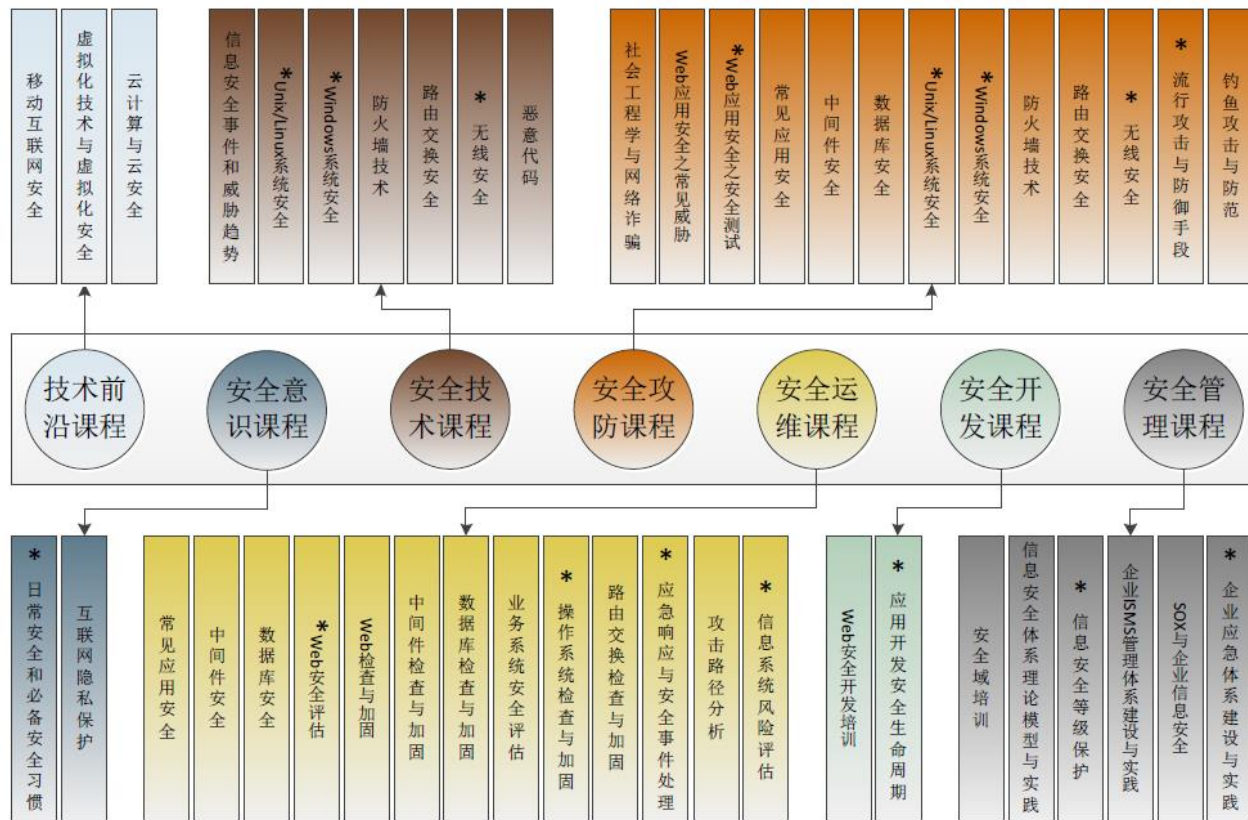 移动互联网安全
虚拟化技术与虚拟化安全
云计算与云安全
信息安全事件和威胁趋势
*Unix/Linux系统安全
*Windows系统安全
防火墙技术
路由交换安全
*无线安全
恶意代码
社会工程学与网络诈骗
Web应用安全之常见威胁
*Web应用安全之安全测试
常见应用安全
中间件安全
数据库安全
*Unix/Linux系统安全
*Windows系统安全
防火墙技术
路由交换安全
*无线安全
*流行攻击与防御手段
钓鱼攻击与防范
技术前
沿课程
安全意
识课程
安全技
术课程
安全攻
防课程
安全运
维课程
安全开
发课程
安全管
理课程
*日常安全和必备安全习惯
互联网隐私保护
常见应用安全
中间件安全
数据库安全
*Web安全评估
Web检查与加固
中间件检查与加固
数据库检查与加固
业务系统安全评估
*操作系统检查与加固
路由交换检查与加固
*应急响应与安全事件处理
攻击路径分析
*信息系统风险评估
Web安全开发培训
*应用开发安全生命周期
安全域培训
信息安全体系理论模型与实践
*信息安全等级保护
企业ISMS管理体系建设与实践
SOX与企业信息安全
*企业应急体系建设与实践